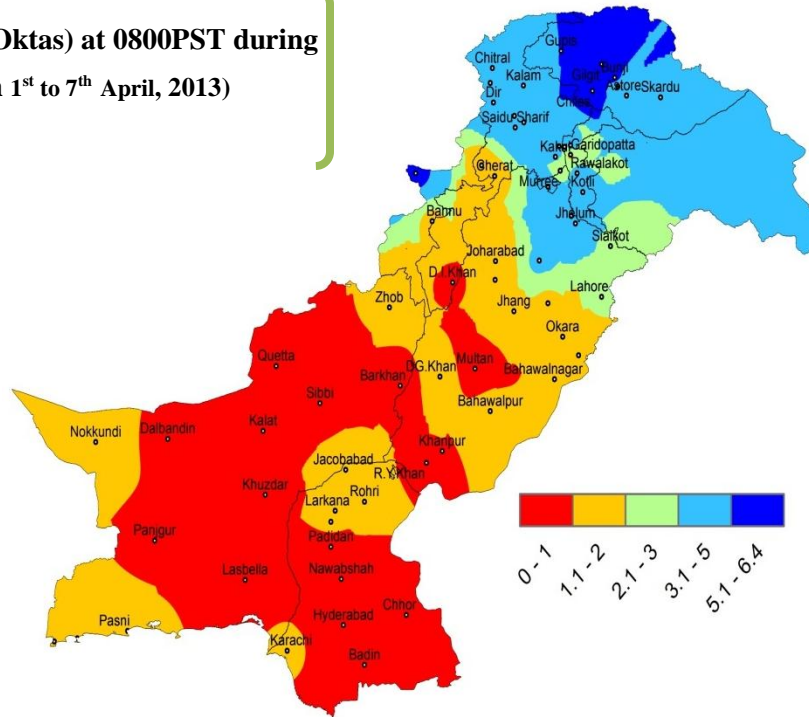 Oktas) at 0800PST during
1st to 7th April, 2013)
Gupis
Chitral
Bunji
Kalam
Gilgit
Astore
Skardu
Dir
Chilas
Saidu Sharif
Garidopatta
Kakul
Cherat
Rawalakot
Murree
Kotli
Bannu
Jhelum
Sialkot
Joharabad
D.I.Khan
Zhob
Jhang
Lahore
Okara
Quetta
Multan
DG.Khan
Barkhan
Bahawalnagar
Sibbi
Bahawalpur
Nokkundi
Dalbandin
Kalat
Khanpur
Jacobabad
R.Y.Khan
Khuzdar
Rohri
Larkana
Panjgur
Padidan
Lasbella
Nawabshah
Chhor
Hyderabad
Pasni
Karachi
Badin
0 - 1
1.1 - 2
2.1 - 3
3.1 - 5
5.1 - 6.4